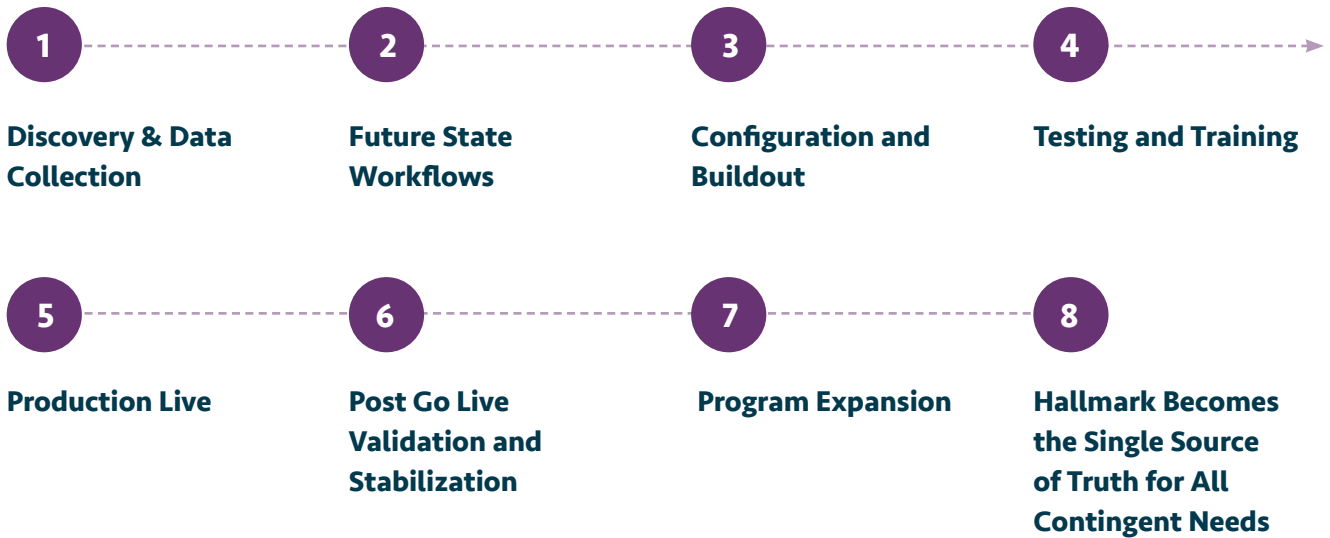 1
Discovery & Data
Collection
2
Future State
Workflows
3
Configuration and
Buildout
4
Testing and Training
5
Production Live
6
Post Go Live
Validation and
Stabilization
7
Program Expansion
8
Hallmark Becomes
the Single Source
of Truth for All
Contingent Needs